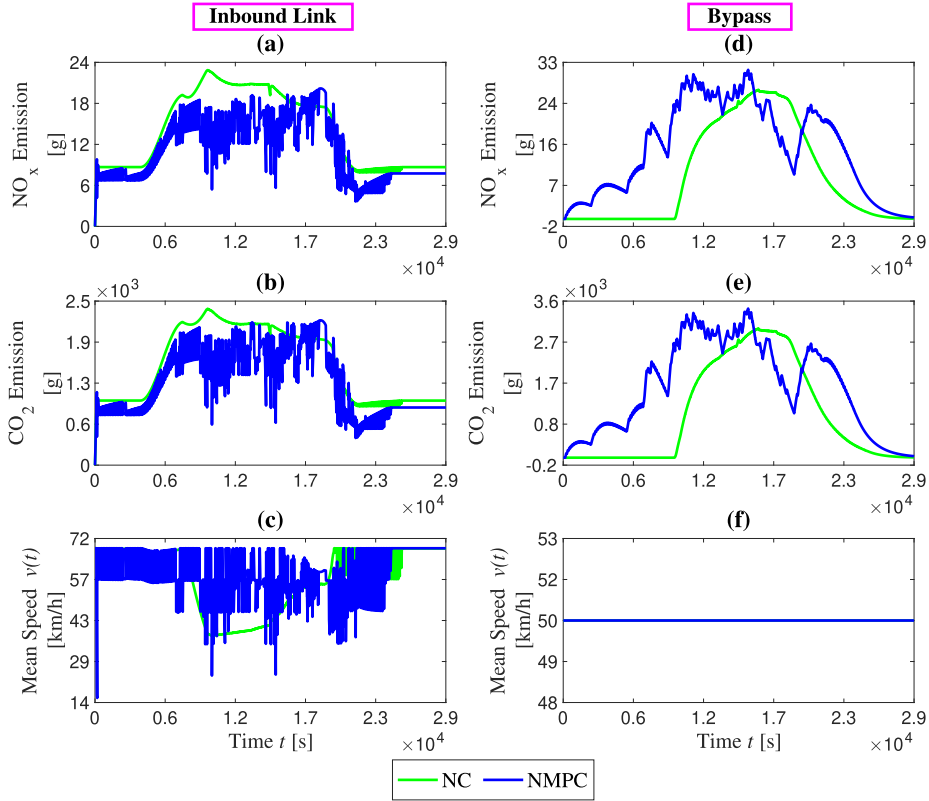 Inbound Link
Bypass
(a)
(d)
NOx Emission
[g]
24
18
12
6
0
0 0.6 1.2 1.7 2.3 2.9
×10^4
NOx Emission
[g]
33
24
16
7
-2
0 0.6 1.2 1.7 2.3 2.9
×10^4
(b)
(e)
×10^3
CO2 Emission
[g]
2.5
1.9
1.3
0.6
0
0 0.6 1.2 1.7 2.3 2.9
×10^4
×10^3
CO2 Emission
[g]
3.6
2.7
1.7
0.8
-0.2
0 0.6 1.2 1.7 2.3 2.9
×10^4
(c)
(f)
Mean Speed v(t)
[km/h]
72
57
43
29
14
0 0.6 1.2 1.7 2.3 2.9
Time t [s]
×10^4
Mean Speed v(t)
[km/h]
53
52
50
49
48
0 0.6 1.2 1.7 2.3 2.9
Time t [s]
×10^4
NC NMPC